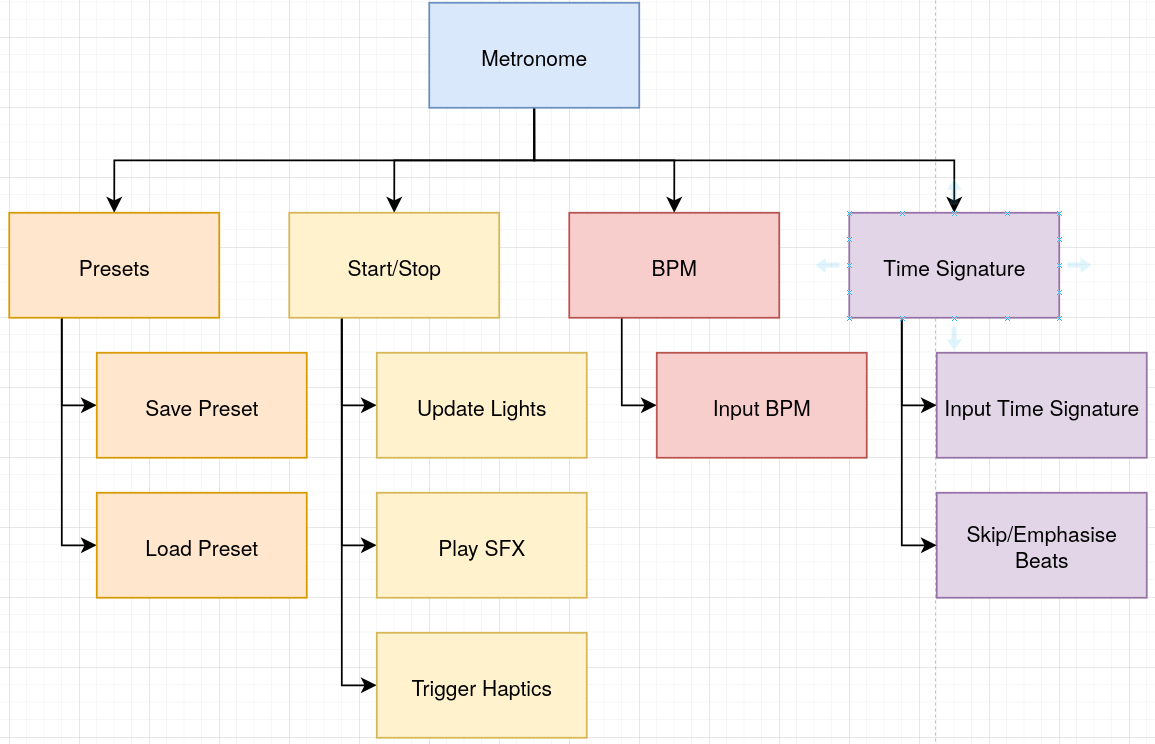 Metronome
Presets
Start/Stop
BPM
Time Signature
Save Preset
Update Lights
Input BPM
Input Time Signature
Load Preset
Play SFX
Skip/Emphasise
Beats
Trigger Haptics